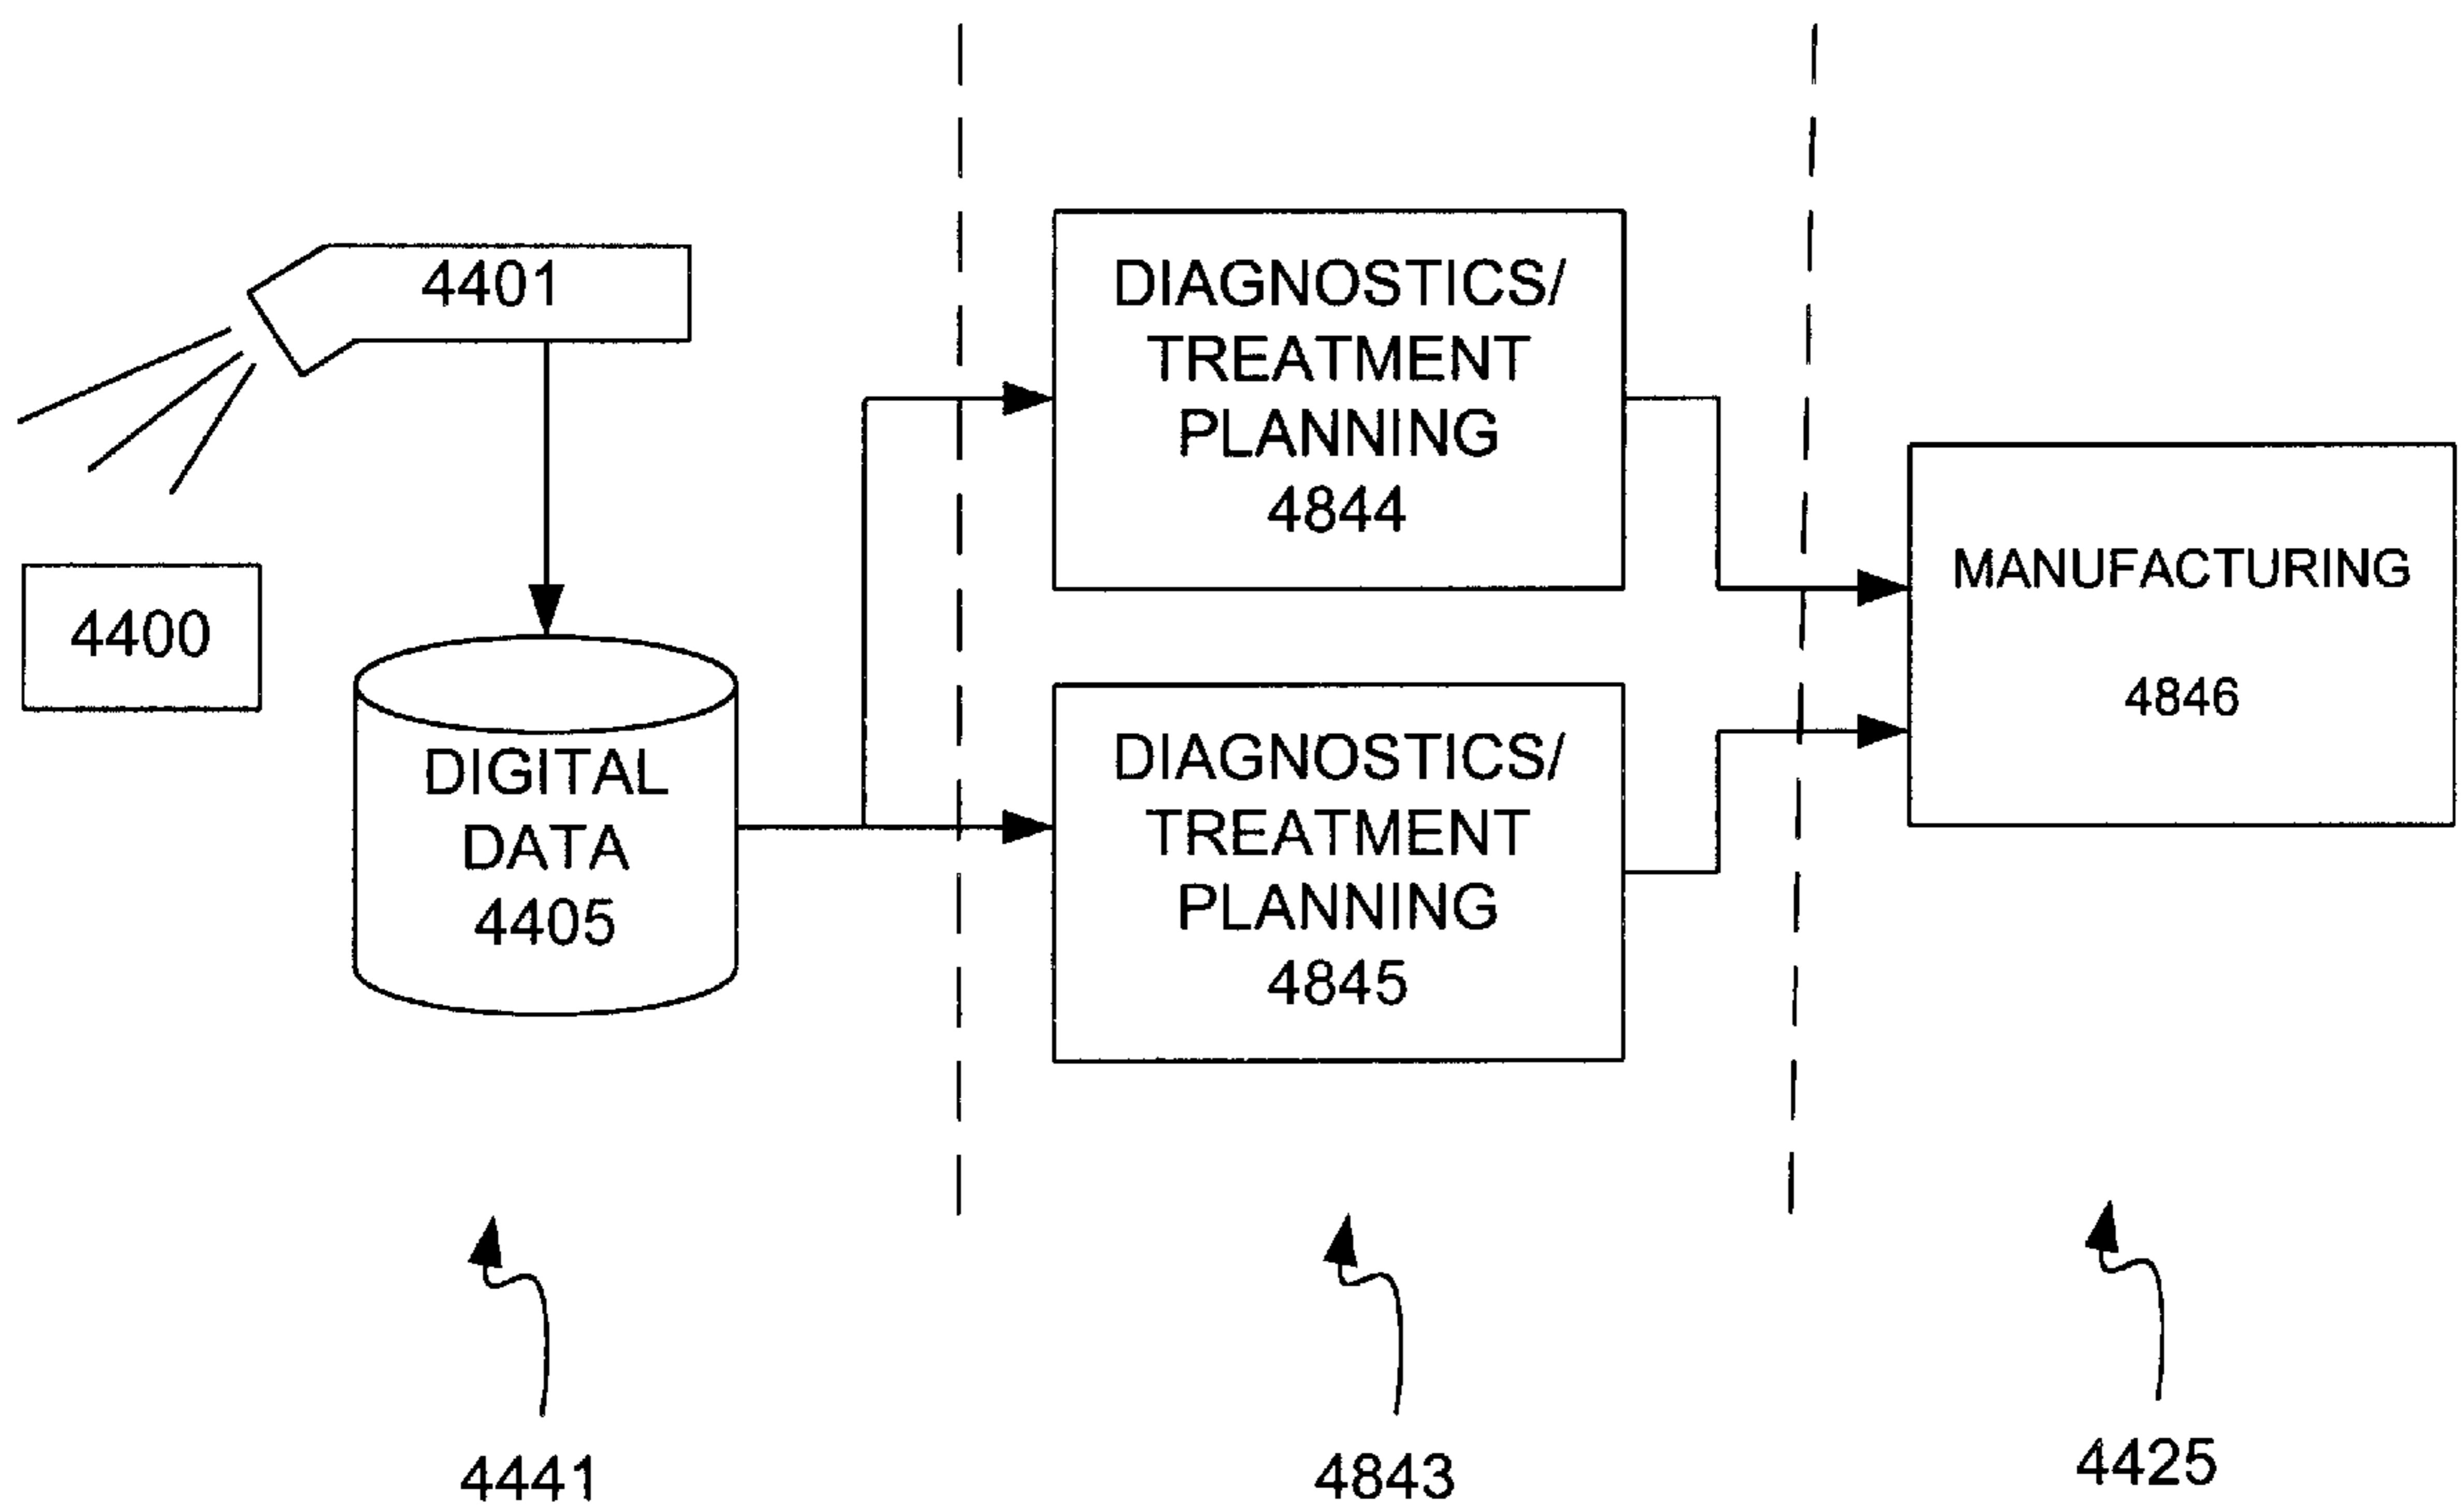 4401
4400
DIGITAL
DATA
4405
DIAGNOSTICS/
TREATMENT
PLANNING
4844
DIAGNOSTICS/
TREATMENT
PLANNING
4845
MANUFACTURING
4846
4441
4843
4425